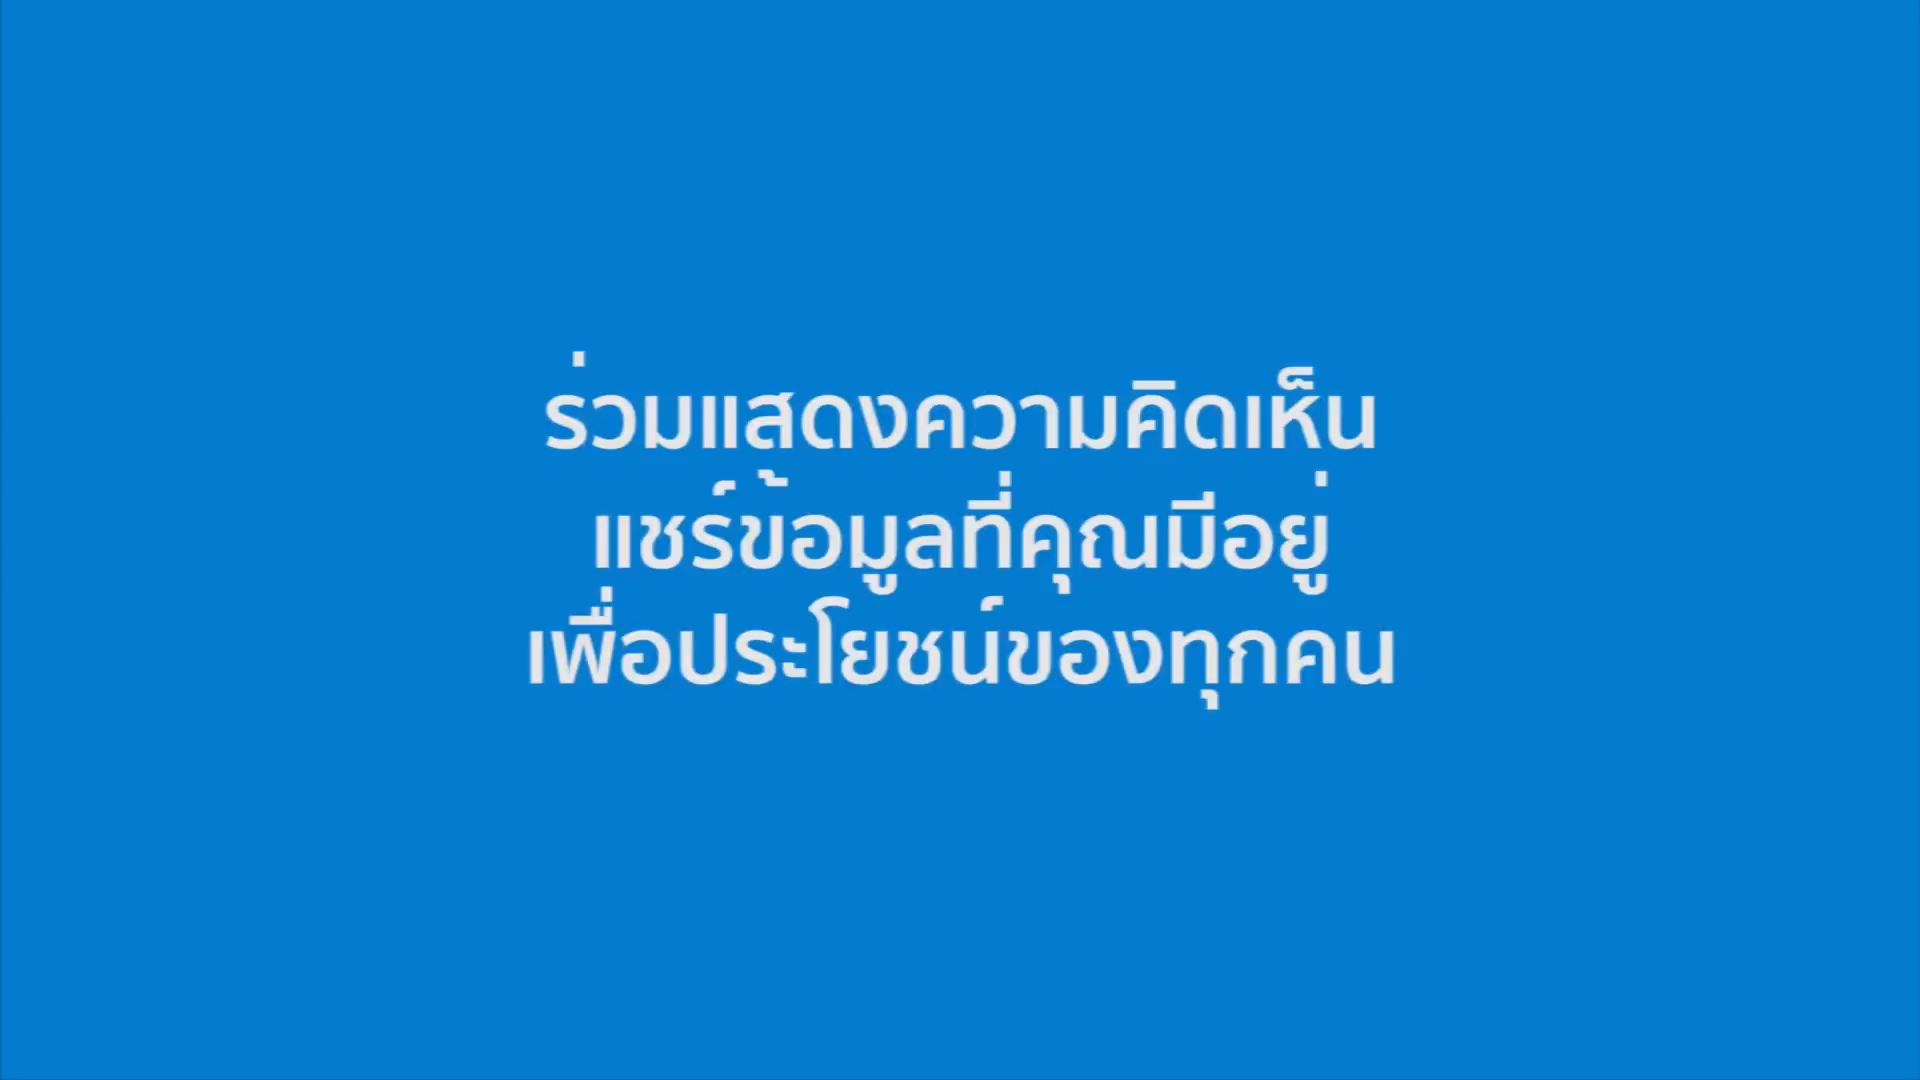 ร่วมแสดงความคิดเห็น
แชร์ข้อมูลที่คุณมีอยู่
เพื่อประโยชน์ของทุกคน